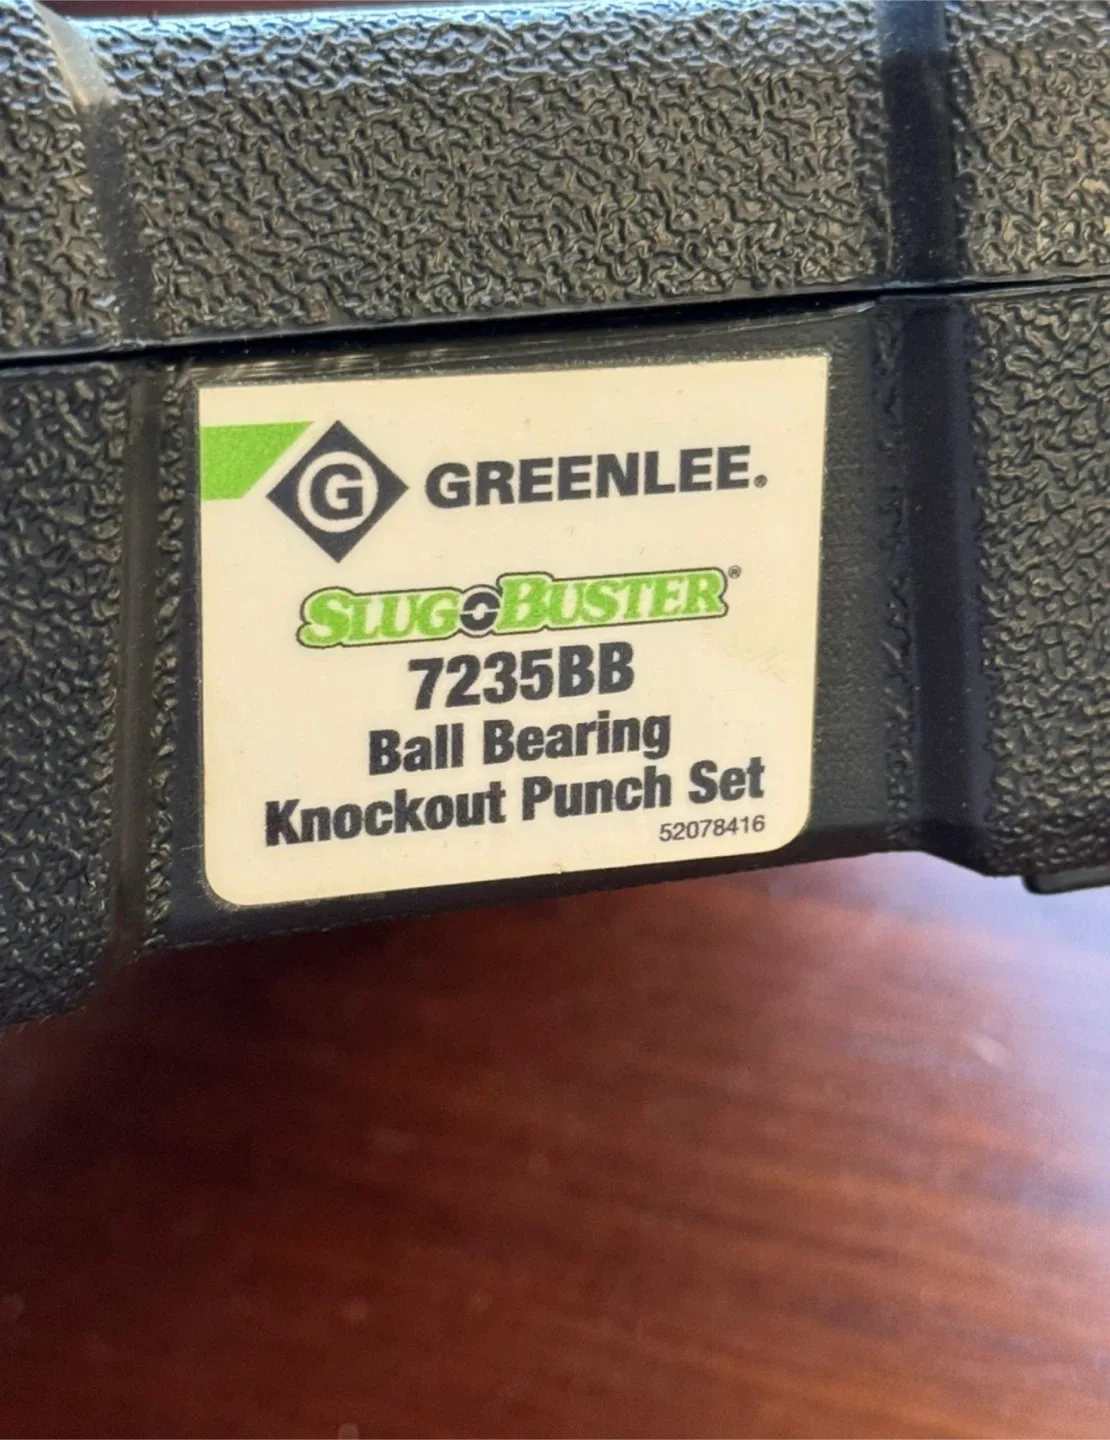 G GREENLEE®
SLUG BUSTER®
7235BB
Ball Bearing
Knockout Punch Set
52078416